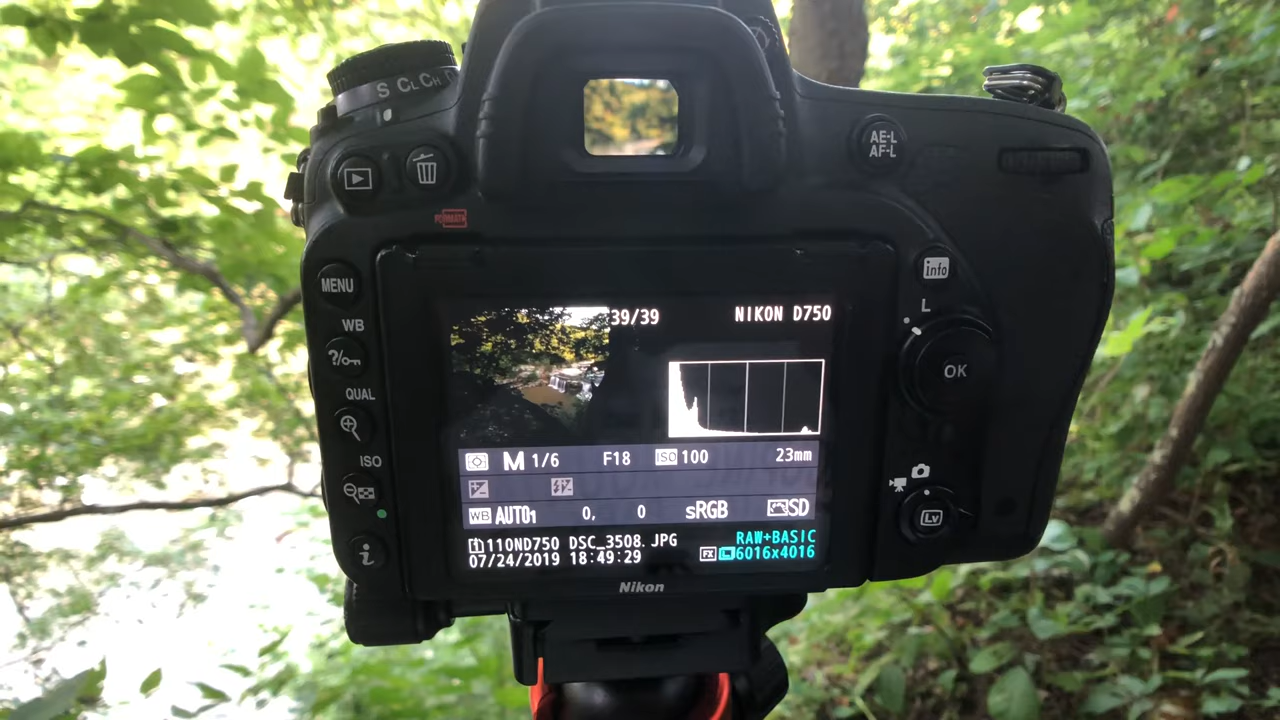 S CL CH
AE-L
AF-L
FORMAT
MENU
info
WB
L
?
39/39 NIKON D750
OK
QUAL
ISO
M 1/6 F18 ISO 100 23mm
WB AUTO1 0, 0 sRGB SD
Lv
i
110ND750 DSC_3508.JPG RAW+BASIC
07/24/2019 18:49:29 FX L 6016x4016
Nikon